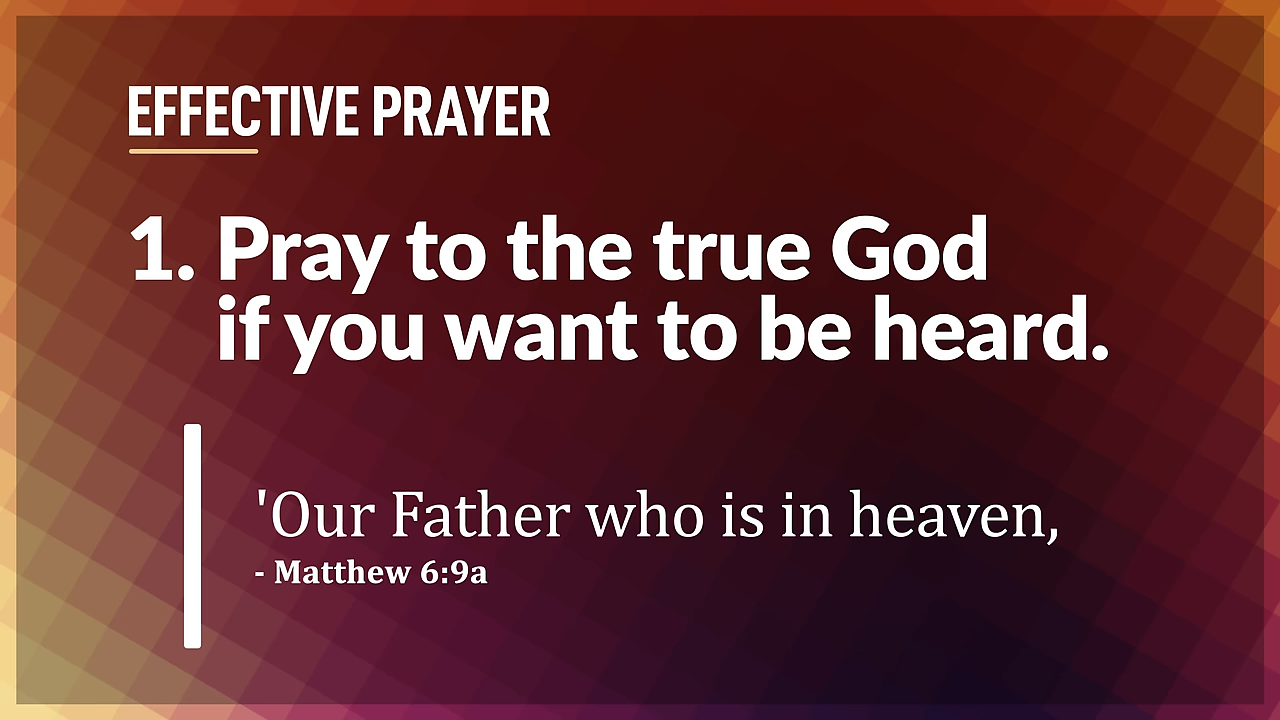 EFFECTIVE PRAYER
1. Pray to the true God
if you want to be heard.
'Our Father who is in heaven,
- Matthew 6:9a